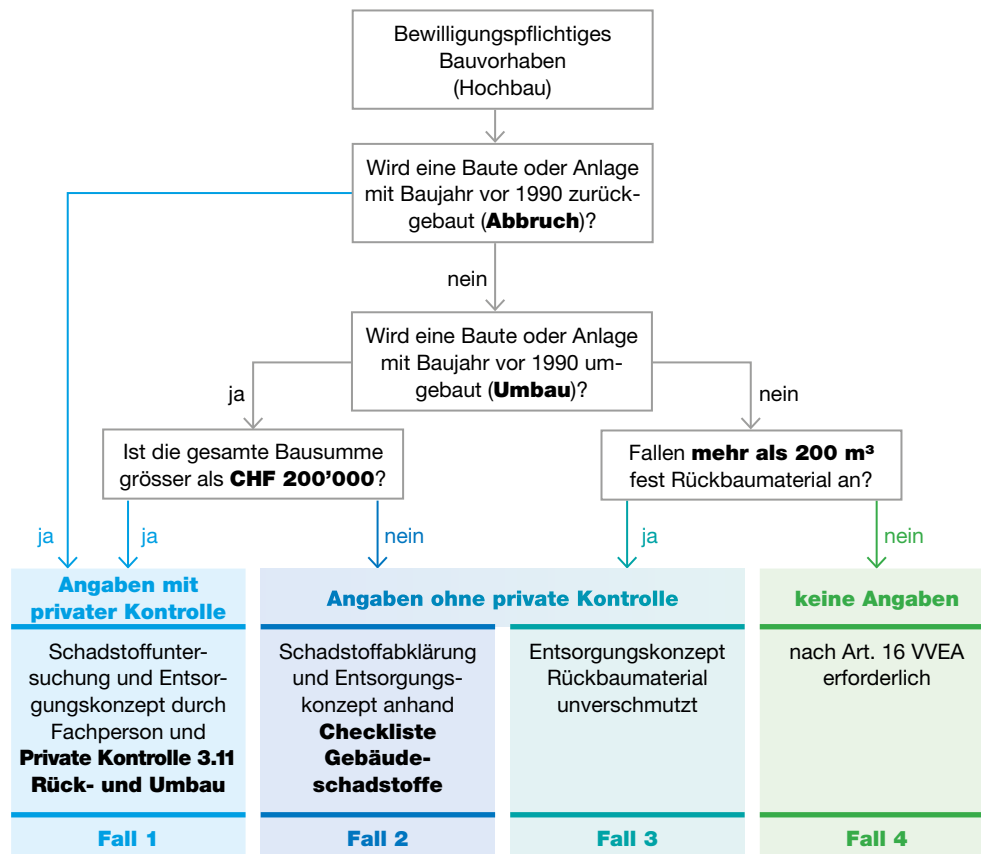 Bewilligungspflichtiges
Bauvorhaben
(Hochbau)
Wird eine Baute oder Anlage
mit Baujahr vor 1990 zurück-
gebaut (Abbruch)?
nein
Wird eine Baute oder Anlage
mit Baujahr vor 1990 um-
gebaut (Umbau)?
ja
nein
Ist die gesamte Bausumme
grösser als CHF 200’000?
Fallen mehr als 200 m³
fest Rückbaumaterial an?
ja
ja
nein
ja
nein
Angaben mit
privater Kontrolle
Angaben ohne private Kontrolle
keine Angaben
Schadstoffunter-
suchung und Entsor-
gungskonzept durch
Fachperson und
Private Kontrolle 3.11
Rück- und Umbau
Schadstoffabklärung
und Entsorgungs-
konzept anhand
Checkliste
Gebäude-
schadstoffe
Entsorgungskonzept
Rückbaumaterial
unverschmutzt
nach Art. 16 VVEA
erforderlich
Fall 1
Fall 2
Fall 3
Fall 4